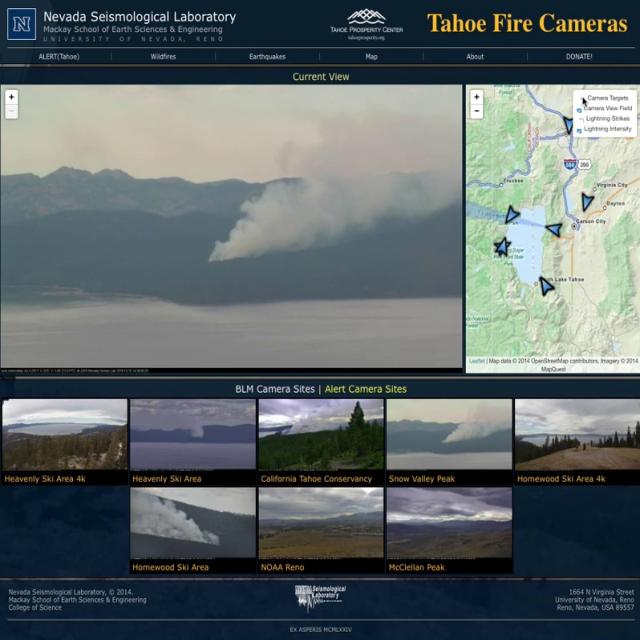 Nevada Seismological Laboratory
Mackay School of Earth Sciences & Engineering
UNIVERSITY OF NEVADA, RENO
TAHOE PROSPERITY CENTER
tahoeprosperity.org
Tahoe Fire Cameras
ALERT(Tahoe) Wildfires Earthquakes Map About DONATE!
Current View
+
−
+
−
Camera Targets
Camera View Field
Lightning Strikes
Lightning Intensity
Truckee
580
395
Virginia City
Dayton
Carson City
Lake Tahoe
Leaflet | Map data © 2014 OpenStreetMap contributors, Imagery © 2014
MapQuest
BLM Camera Sites | Alert Camera Sites
Heavenly Ski Area 4k
Heavenly Ski Area
California Tahoe Conservancy
Snow Valley Peak
Homewood Ski Area 4k
Homewood Ski Area
NOAA Reno
McClellan Peak
Nevada Seismological Laboratory, © 2014.
Mackay School of Earth Sciences & Engineering
College of Science
Seismological
Laboratory
1664 N Virginia Street
University of Nevada, Reno
Reno, Nevada, USA 89557
EX ASPERIS MCMLXXIV
N